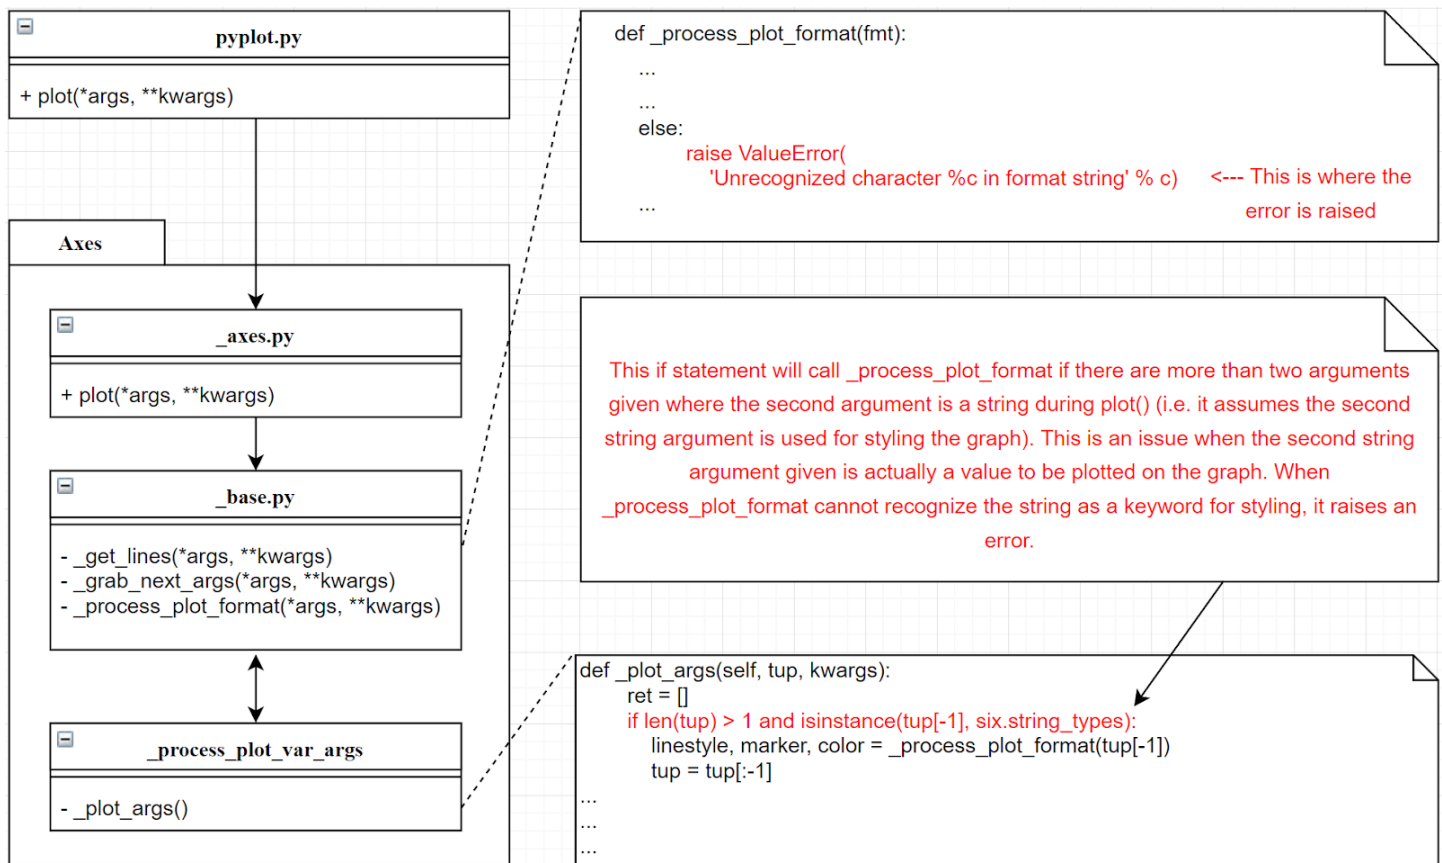 pyplot.py
+ plot(*args, **kwargs)
Axes
_axes.py
+ plot(*args, **kwargs)
_base.py
- _get_lines(*args, **kwargs)
- _grab_next_args(*args, **kwargs)
- _process_plot_format(*args, **kwargs)
_process_plot_var_args
- _plot_args()
def _process_plot_format(fmt):
...
...
else:
raise ValueError(
'Unrecognized character %c in format string' % c)
<--- This is where the
error is raised
...
This if statement will call _process_plot_format if there are more than two arguments
given where the second argument is a string during plot() (i.e. it assumes the second
string argument is used for styling the graph). This is an issue when the second string
argument given is actually a value to be plotted on the graph. When
_process_plot_format cannot recognize the string as a keyword for styling, it raises an
error.
def _plot_args(self, tup, kwargs):
ret = []
if len(tup) > 1 and isinstance(tup[-1], six.string_types):
linestyle, marker, color = _process_plot_format(tup[-1])
tup = tup[:-1]
...
...
...